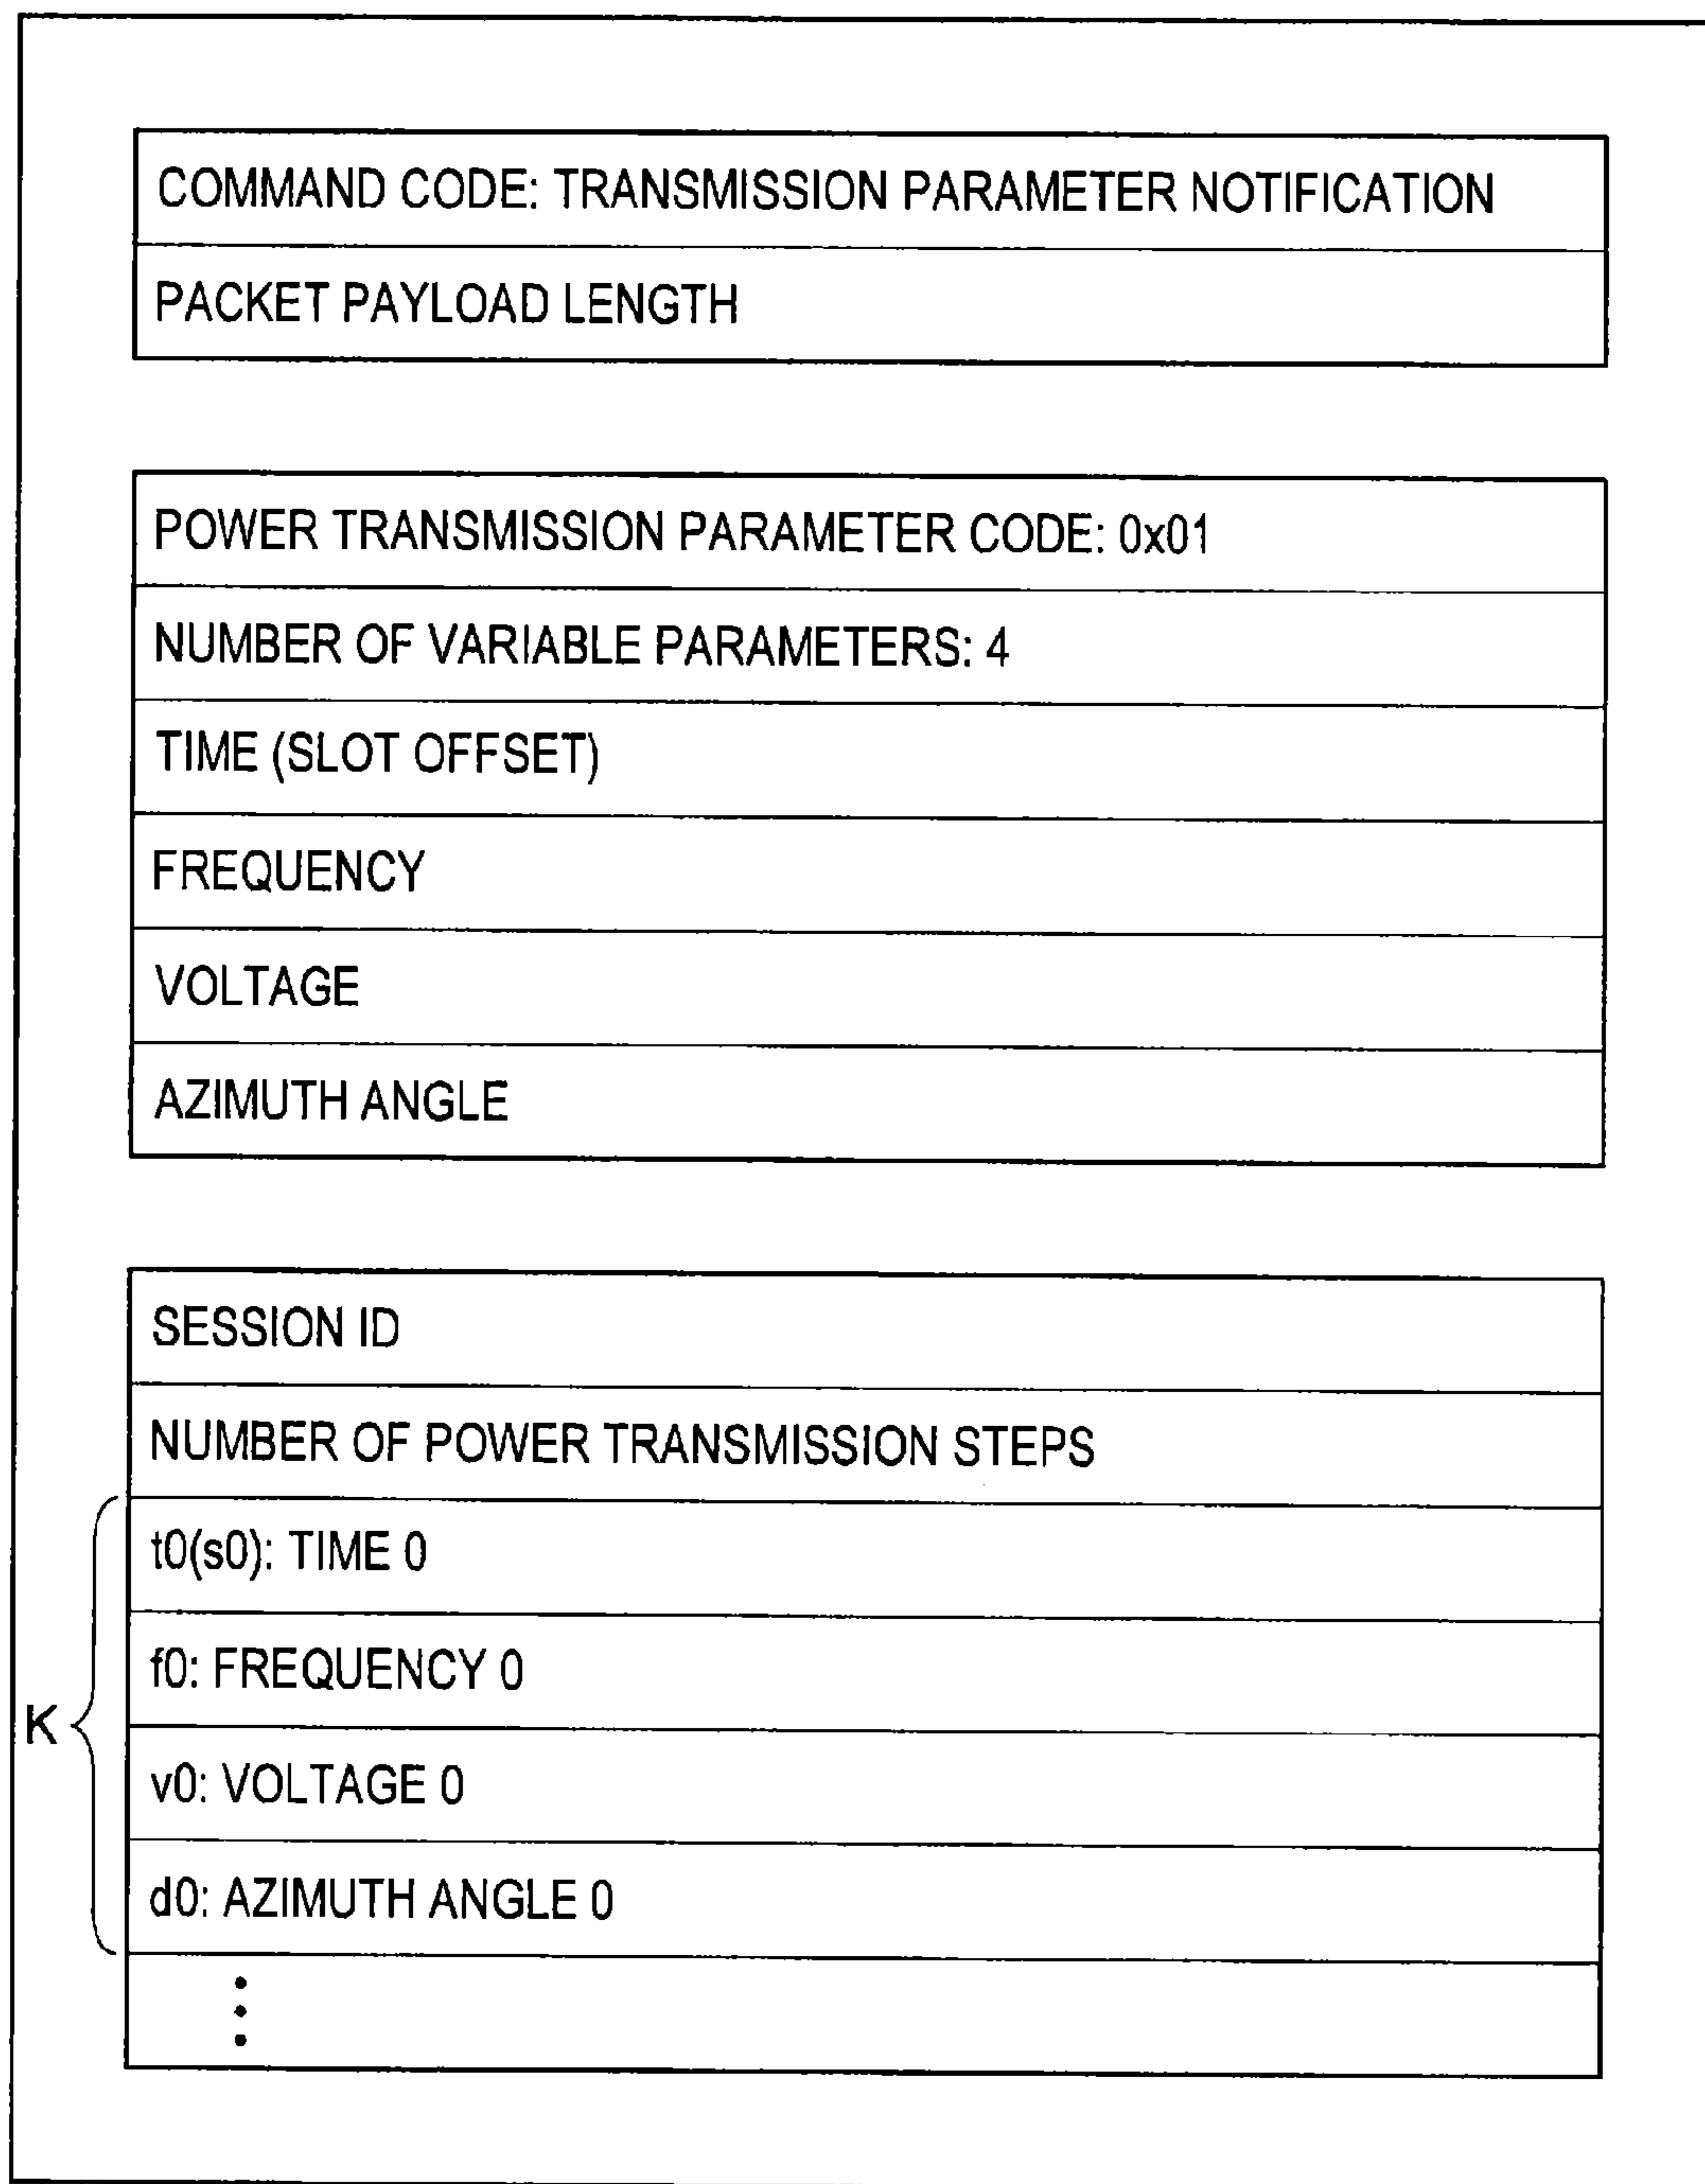 COMMAND CODE: TRANSMISSION PARAMETER NOTIFICATION
PACKET PAYLOAD LENGTH
POWER TRANSMISSION PARAMETER CODE: 0x01
NUMBER OF VARIABLE PARAMETERS: 4
TIME (SLOT OFFSET)
FREQUENCY
VOLTAGE
AZIMUTH ANGLE
SESSION ID
NUMBER OF POWER TRANSMISSION STEPS
t0(s0): TIME 0
f0: FREQUENCY 0
K
v0: VOLTAGE 0
d0: AZIMUTH ANGLE 0